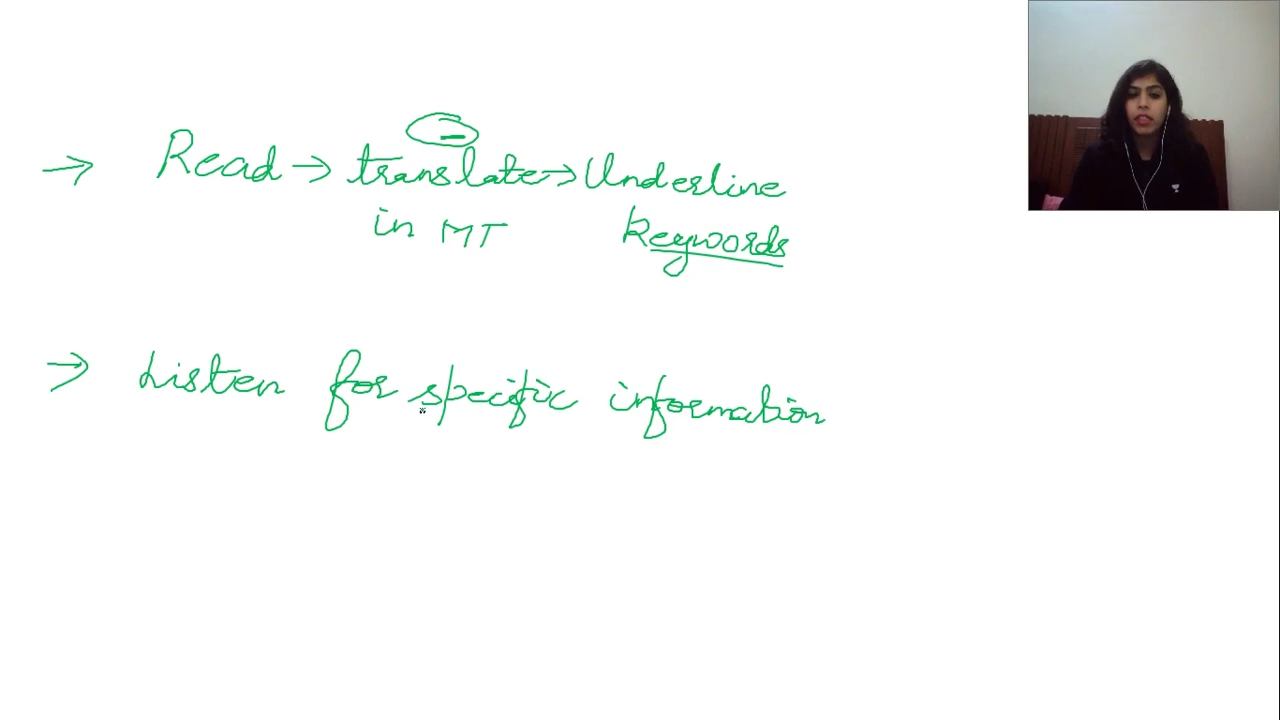 → Read → translate → Underline
in MT keywords
→ Listen for specific information